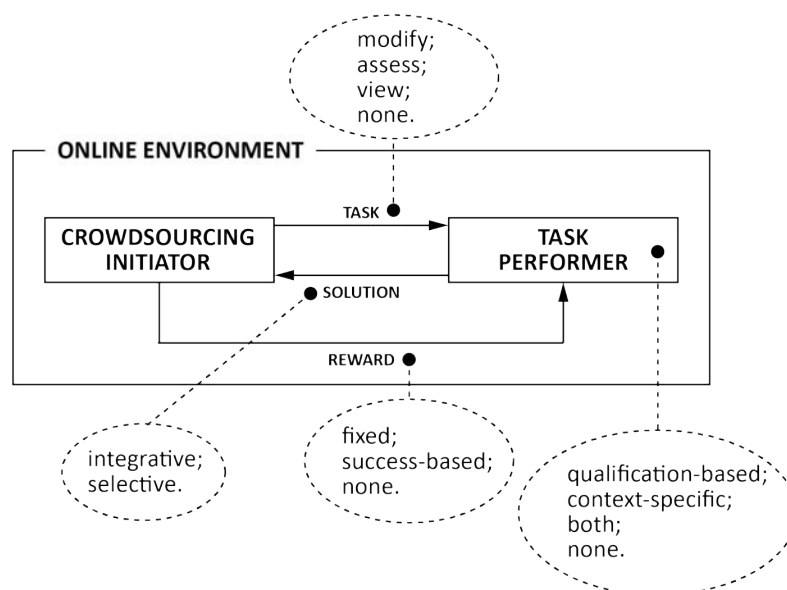 modify;
assess;
view;
none.
ONLINE ENVIRONMENT
TASK
CROWDSOURCING
INITIATOR
TASK
PERFORMER
SOLUTION
REWARD
integrative;
selective.
fixed;
success-based;
none.
qualification-based;
context-specific;
both;
none.